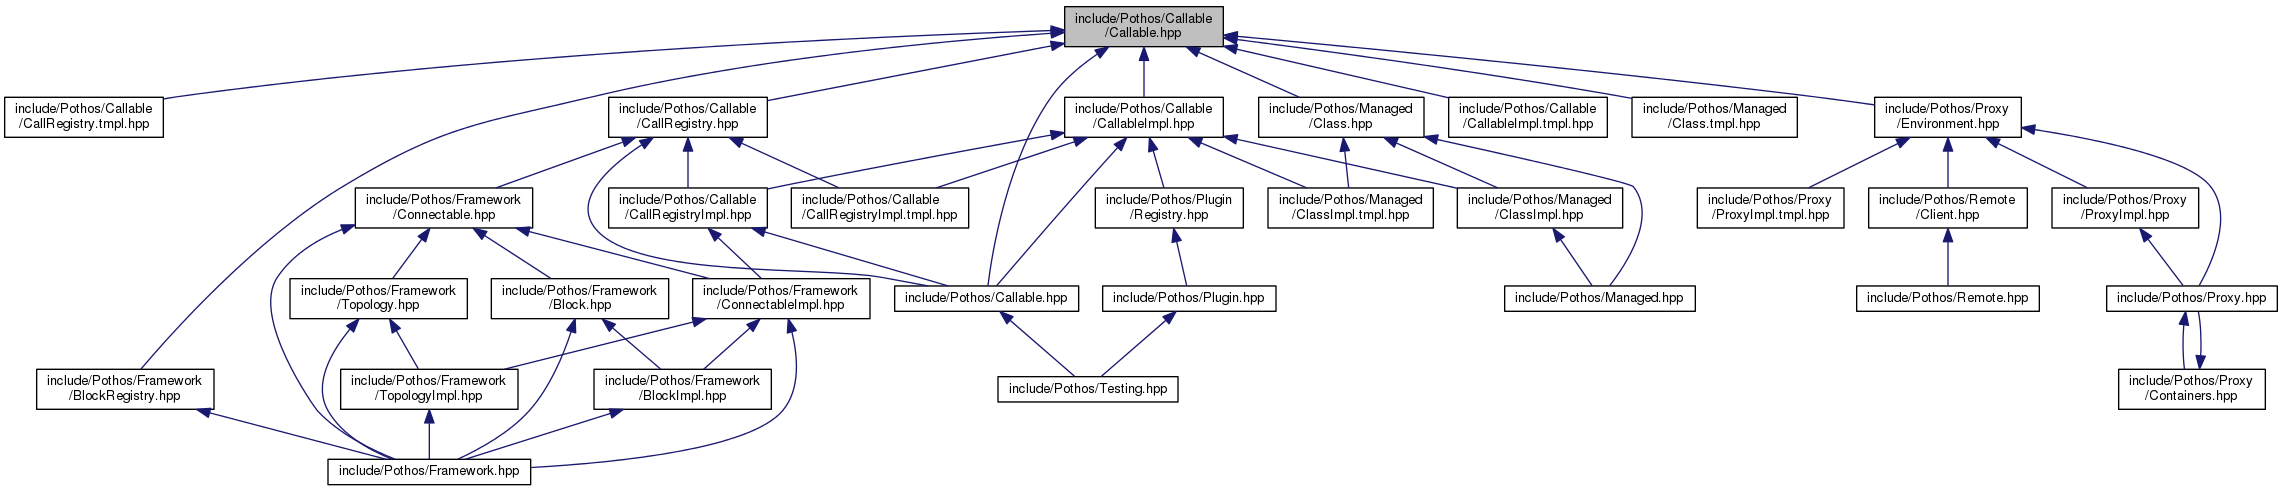 include/Pothos/Callable
/Callable.hpp
include/Pothos/Callable
/CallRegistry.tmpl.hpp
include/Pothos/Callable
/CallRegistry.hpp
include/Pothos/Callable
/CallableImpl.hpp
include/Pothos/Managed
/Class.hpp
include/Pothos/Callable
/CallableImpl.tmpl.hpp
include/Pothos/Managed
/Class.tmpl.hpp
include/Pothos/Proxy
/Environment.hpp
include/Pothos/Framework
/Connectable.hpp
include/Pothos/Callable
/CallRegistryImpl.hpp
include/Pothos/Callable
/CallRegistryImpl.tmpl.hpp
include/Pothos/Plugin
/Registry.hpp
include/Pothos/Managed
/ClassImpl.tmpl.hpp
include/Pothos/Managed
/ClassImpl.hpp
include/Pothos/Proxy
/ProxyImpl.tmpl.hpp
include/Pothos/Remote
/Client.hpp
include/Pothos/Proxy
/ProxyImpl.hpp
include/Pothos/Framework
/Topology.hpp
include/Pothos/Framework
/Block.hpp
include/Pothos/Framework
/ConnectableImpl.hpp
include/Pothos/Callable.hpp
include/Pothos/Plugin.hpp
include/Pothos/Managed.hpp
include/Pothos/Remote.hpp
include/Pothos/Proxy.hpp
include/Pothos/Framework
/BlockRegistry.hpp
include/Pothos/Framework
/TopologyImpl.hpp
include/Pothos/Framework
/BlockImpl.hpp
include/Pothos/Testing.hpp
include/Pothos/Proxy
/Containers.hpp
include/Pothos/Framework.hpp